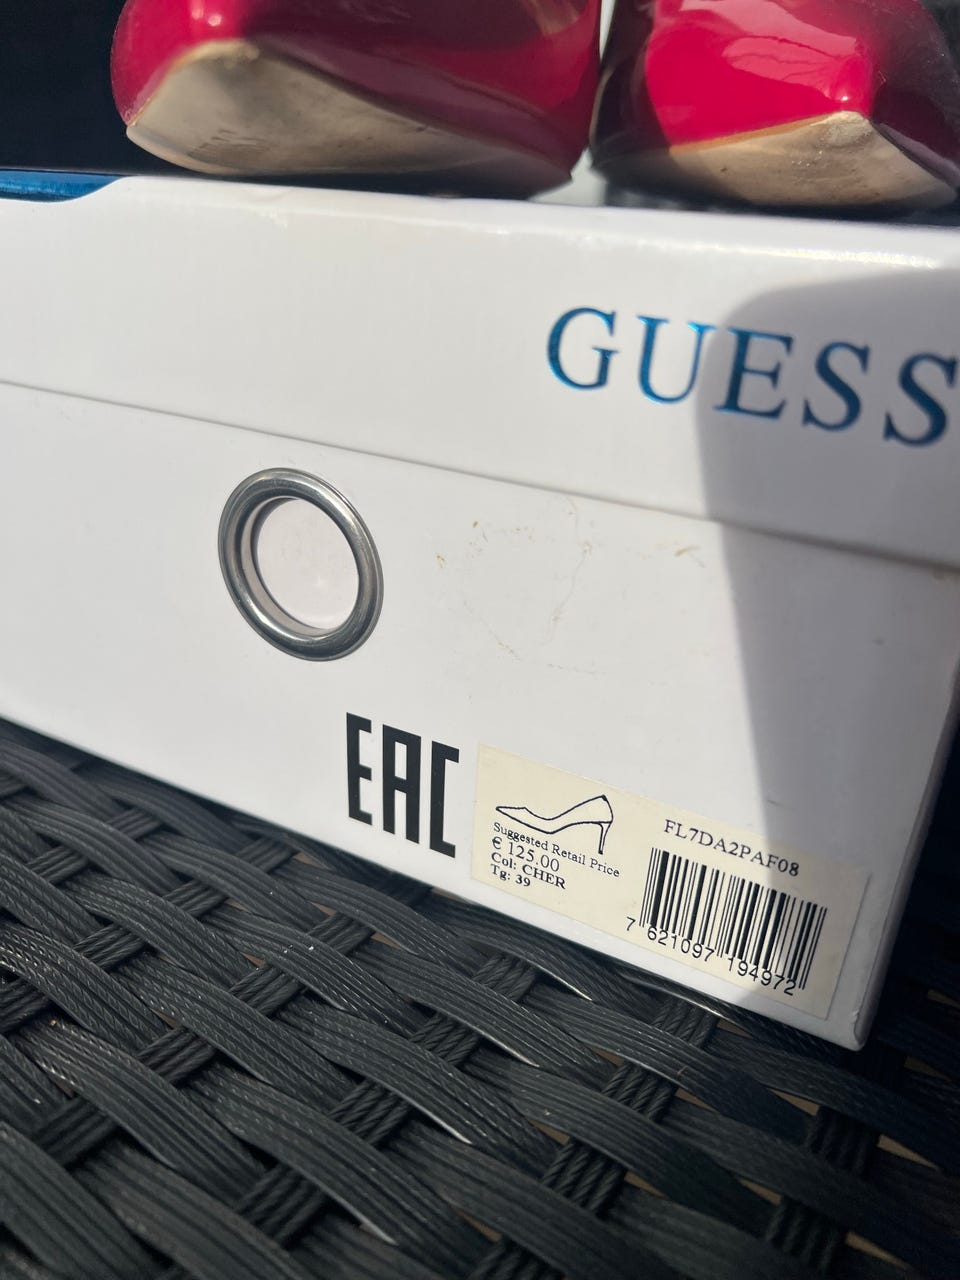 GUESS
EAC
Suggested Retail Price
€ 125.00
Col: CHER
Tg: 39
FL7DA2PAF08
7 621097 194972